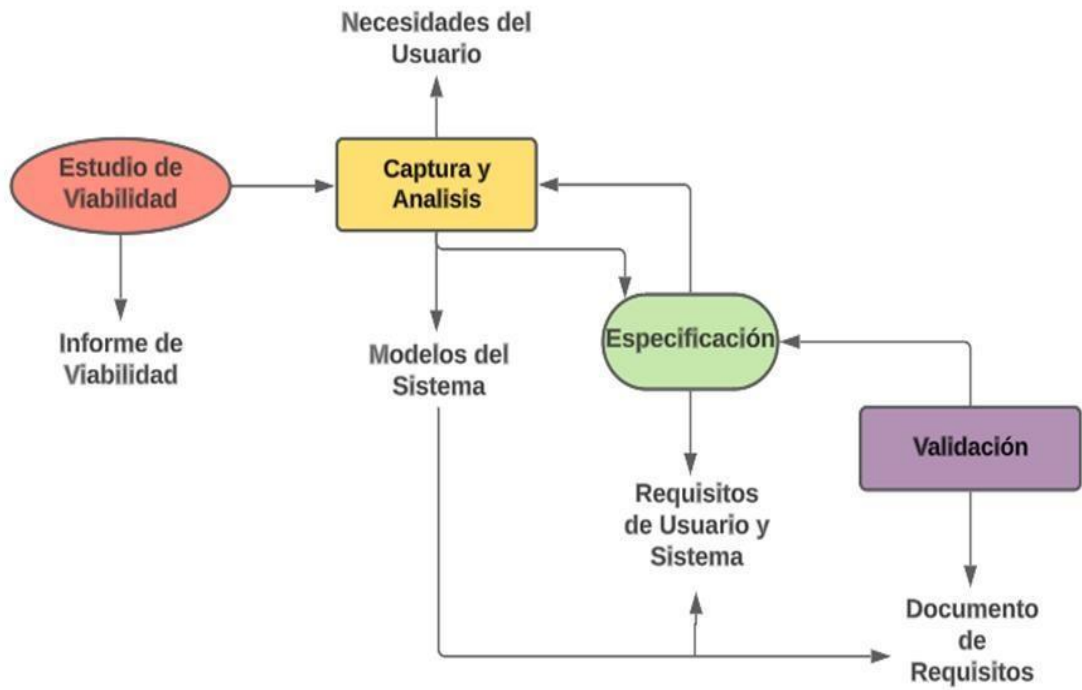 Necesidades del
Usuario
Estudio de
Viabilidad
Captura y
Analisis
Informe de
Viabilidad
Modelos del
Sistema
Especificación
Validación
Requisitos
de Usuario y
Sistema
Documento
de
Requisitos